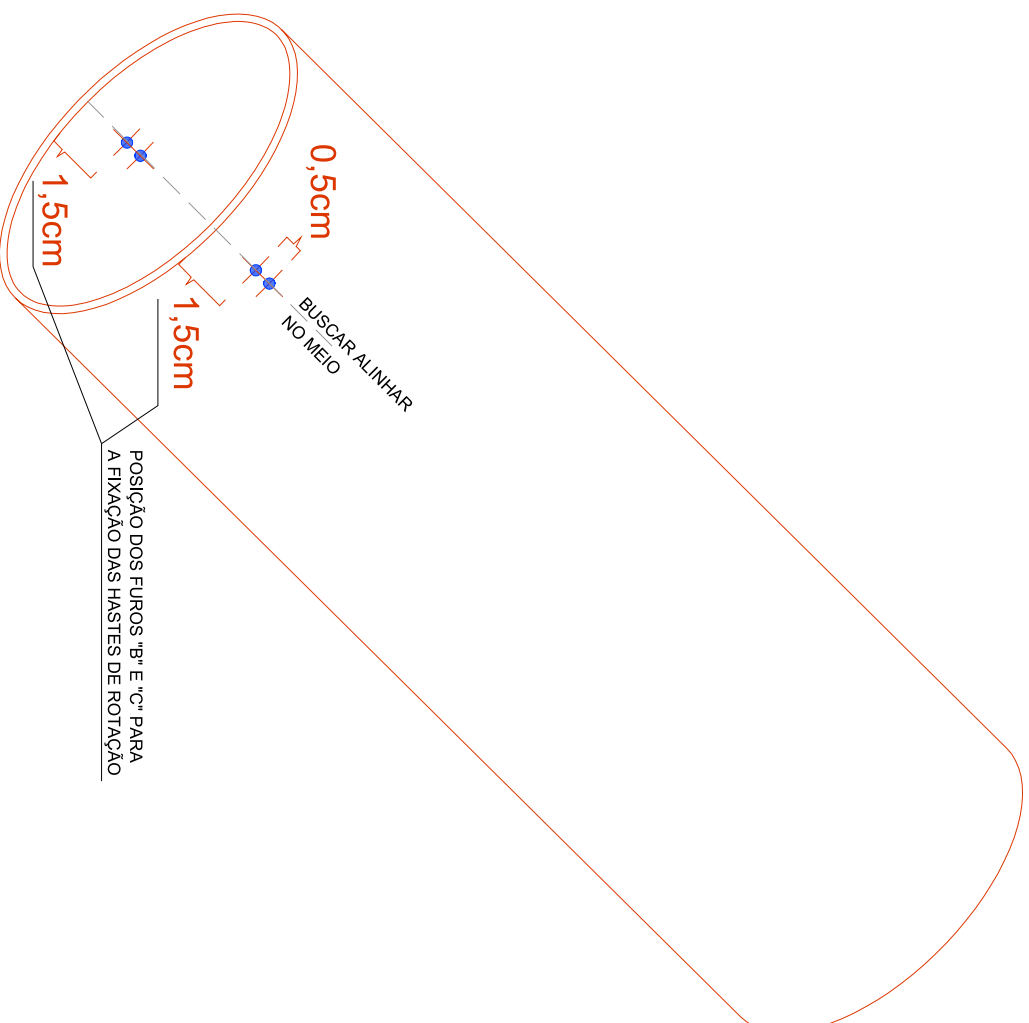 0,5cm
1,5cm
1,5cm
BUSCAR ALINHAR
NO MEIO
POSIÇÃO DOS FUROS "B" E "C" PARA
A FIXAÇÃO DAS HASTES DE ROTAÇÃO